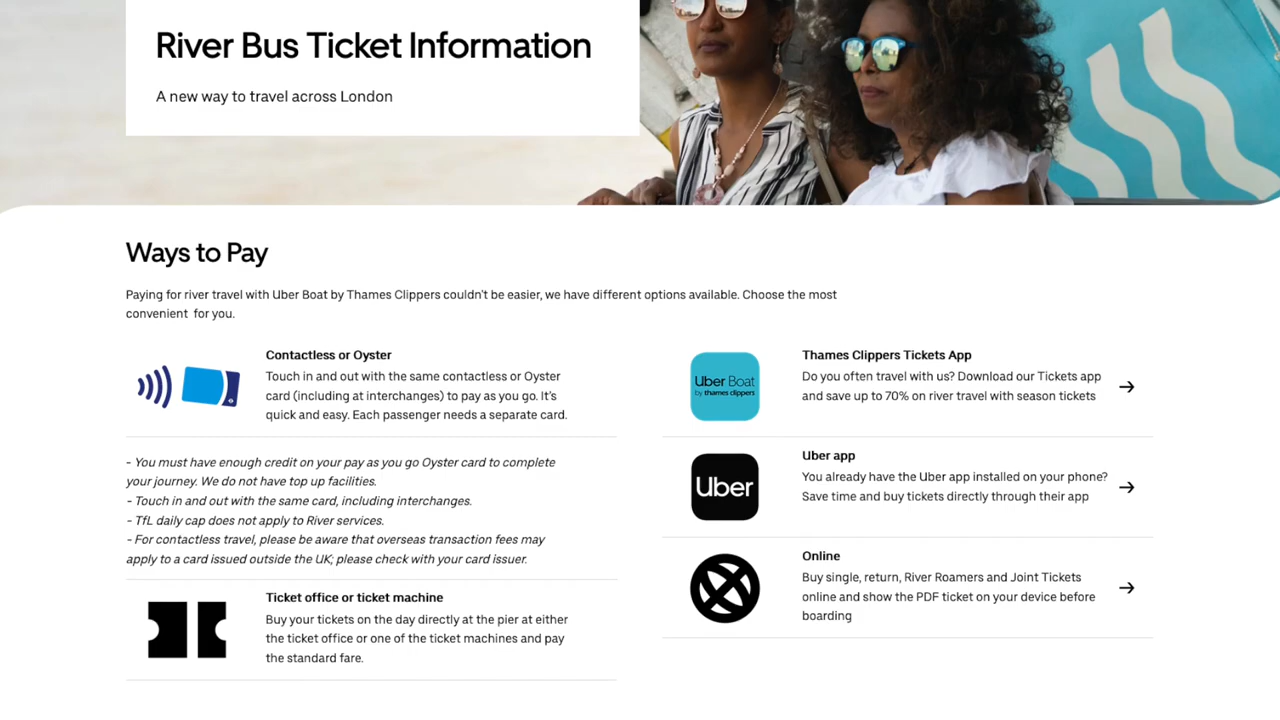 River Bus Ticket Information
A new way to travel across London
Ways to Pay
Paying for river travel with Uber Boat by Thames Clippers couldn't be easier, we have different options available. Choose the most
convenient for you.
Contactless or Oyster
Touch in and out with the same contactless or Oyster
card (including at interchanges) to pay as you go. It's
quick and easy. Each passenger needs a separate card.
- You must have enough credit on your pay as you go Oyster card to complete
your journey. We do not have top up facilities.
- Touch in and out with the same card, including interchanges.
- TfL daily cap does not apply to River services.
- For contactless travel, please be aware that overseas transaction fees may
apply to a card issued outside the UK; please check with your card issuer.
Ticket office or ticket machine
Buy your tickets on the day directly at the pier at either
the ticket office or one of the ticket machines and pay
the standard fare.
Uber Boat
by thames clippers
Thames Clippers Tickets App
Do you often travel with us? Download our Tickets app
and save up to 70% on river travel with season tickets
Uber
Uber app
You already have the Uber app installed on your phone?
Save time and buy tickets directly through their app
Online
Buy single, return, River Roamers and Joint Tickets
online and show the PDF ticket on your device before
boarding